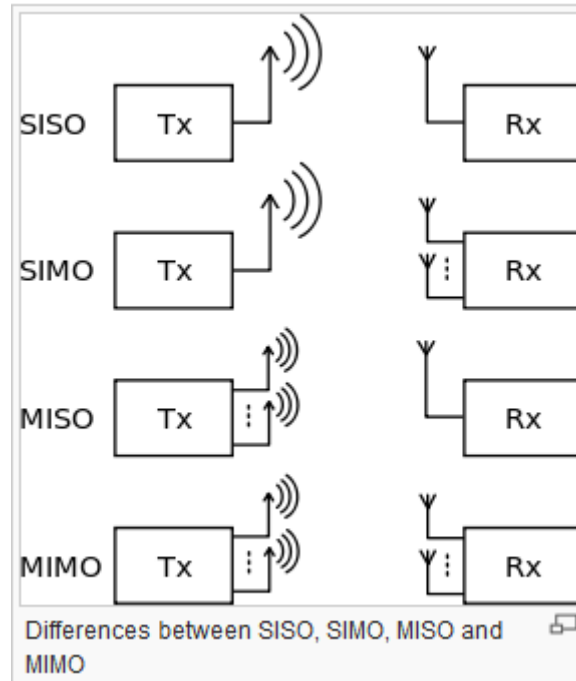 SISO Tx Rx
SIMO Tx Rx
MISO Tx Rx
MIMO Tx Rx
Differences between SISO, SIMO, MISO and
MIMO